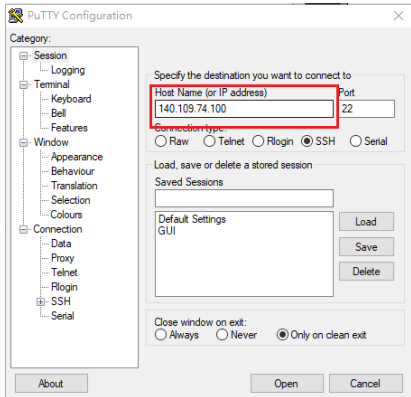 PuTTY Configuration
Category:
Session
Logging
Terminal
Keyboard
Bell
Features
Window
Appearance
Behaviour
Translation
Selection
Colours
Connection
Data
Proxy
Telnet
Rlogin
SSH
Serial
Specify the destination you want to connect to
Host Name (or IP address) Port
140.109.74.100 22
Connection type:
Raw Telnet Rlogin SSH Serial
Load, save or delete a stored session
Saved Sessions
Default Settings
GUI
Load
Save
Delete
Close window on exit:
Always Never Only on clean exit
About Open Cancel